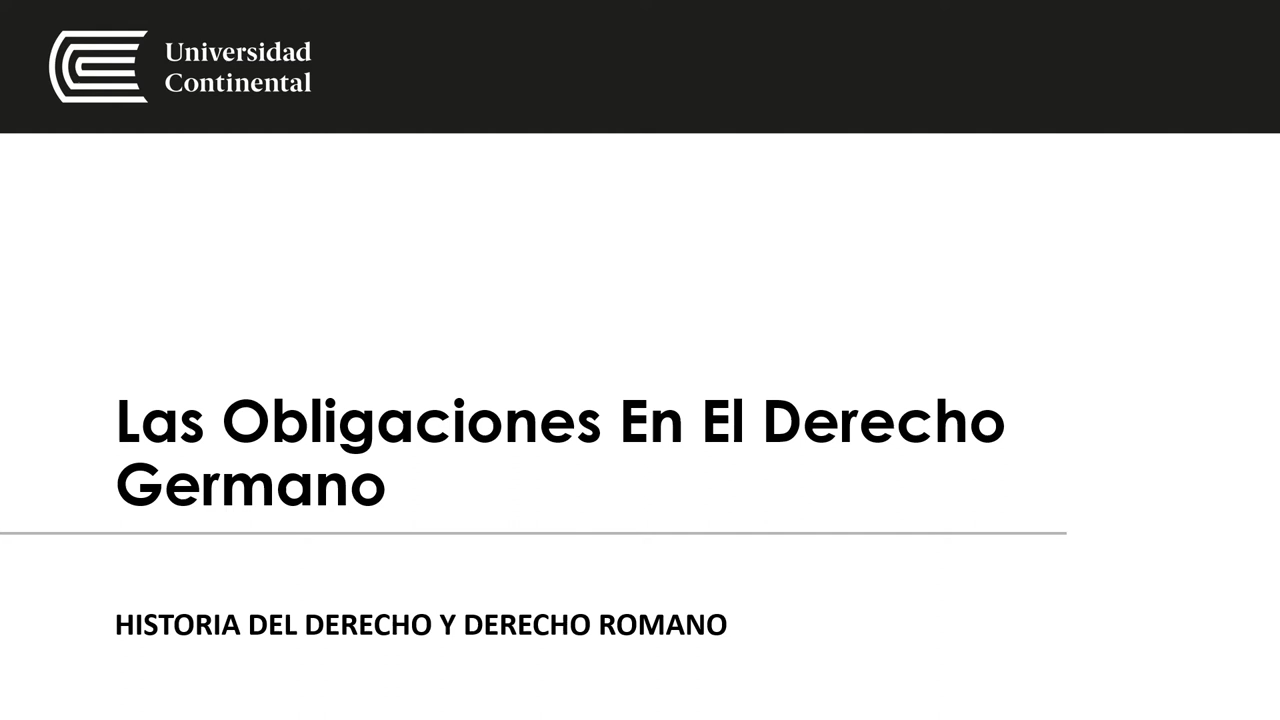 Universidad
Continental
Las Obligaciones En El Derecho
Germano
HISTORIA DEL DERECHO Y DERECHO ROMANO